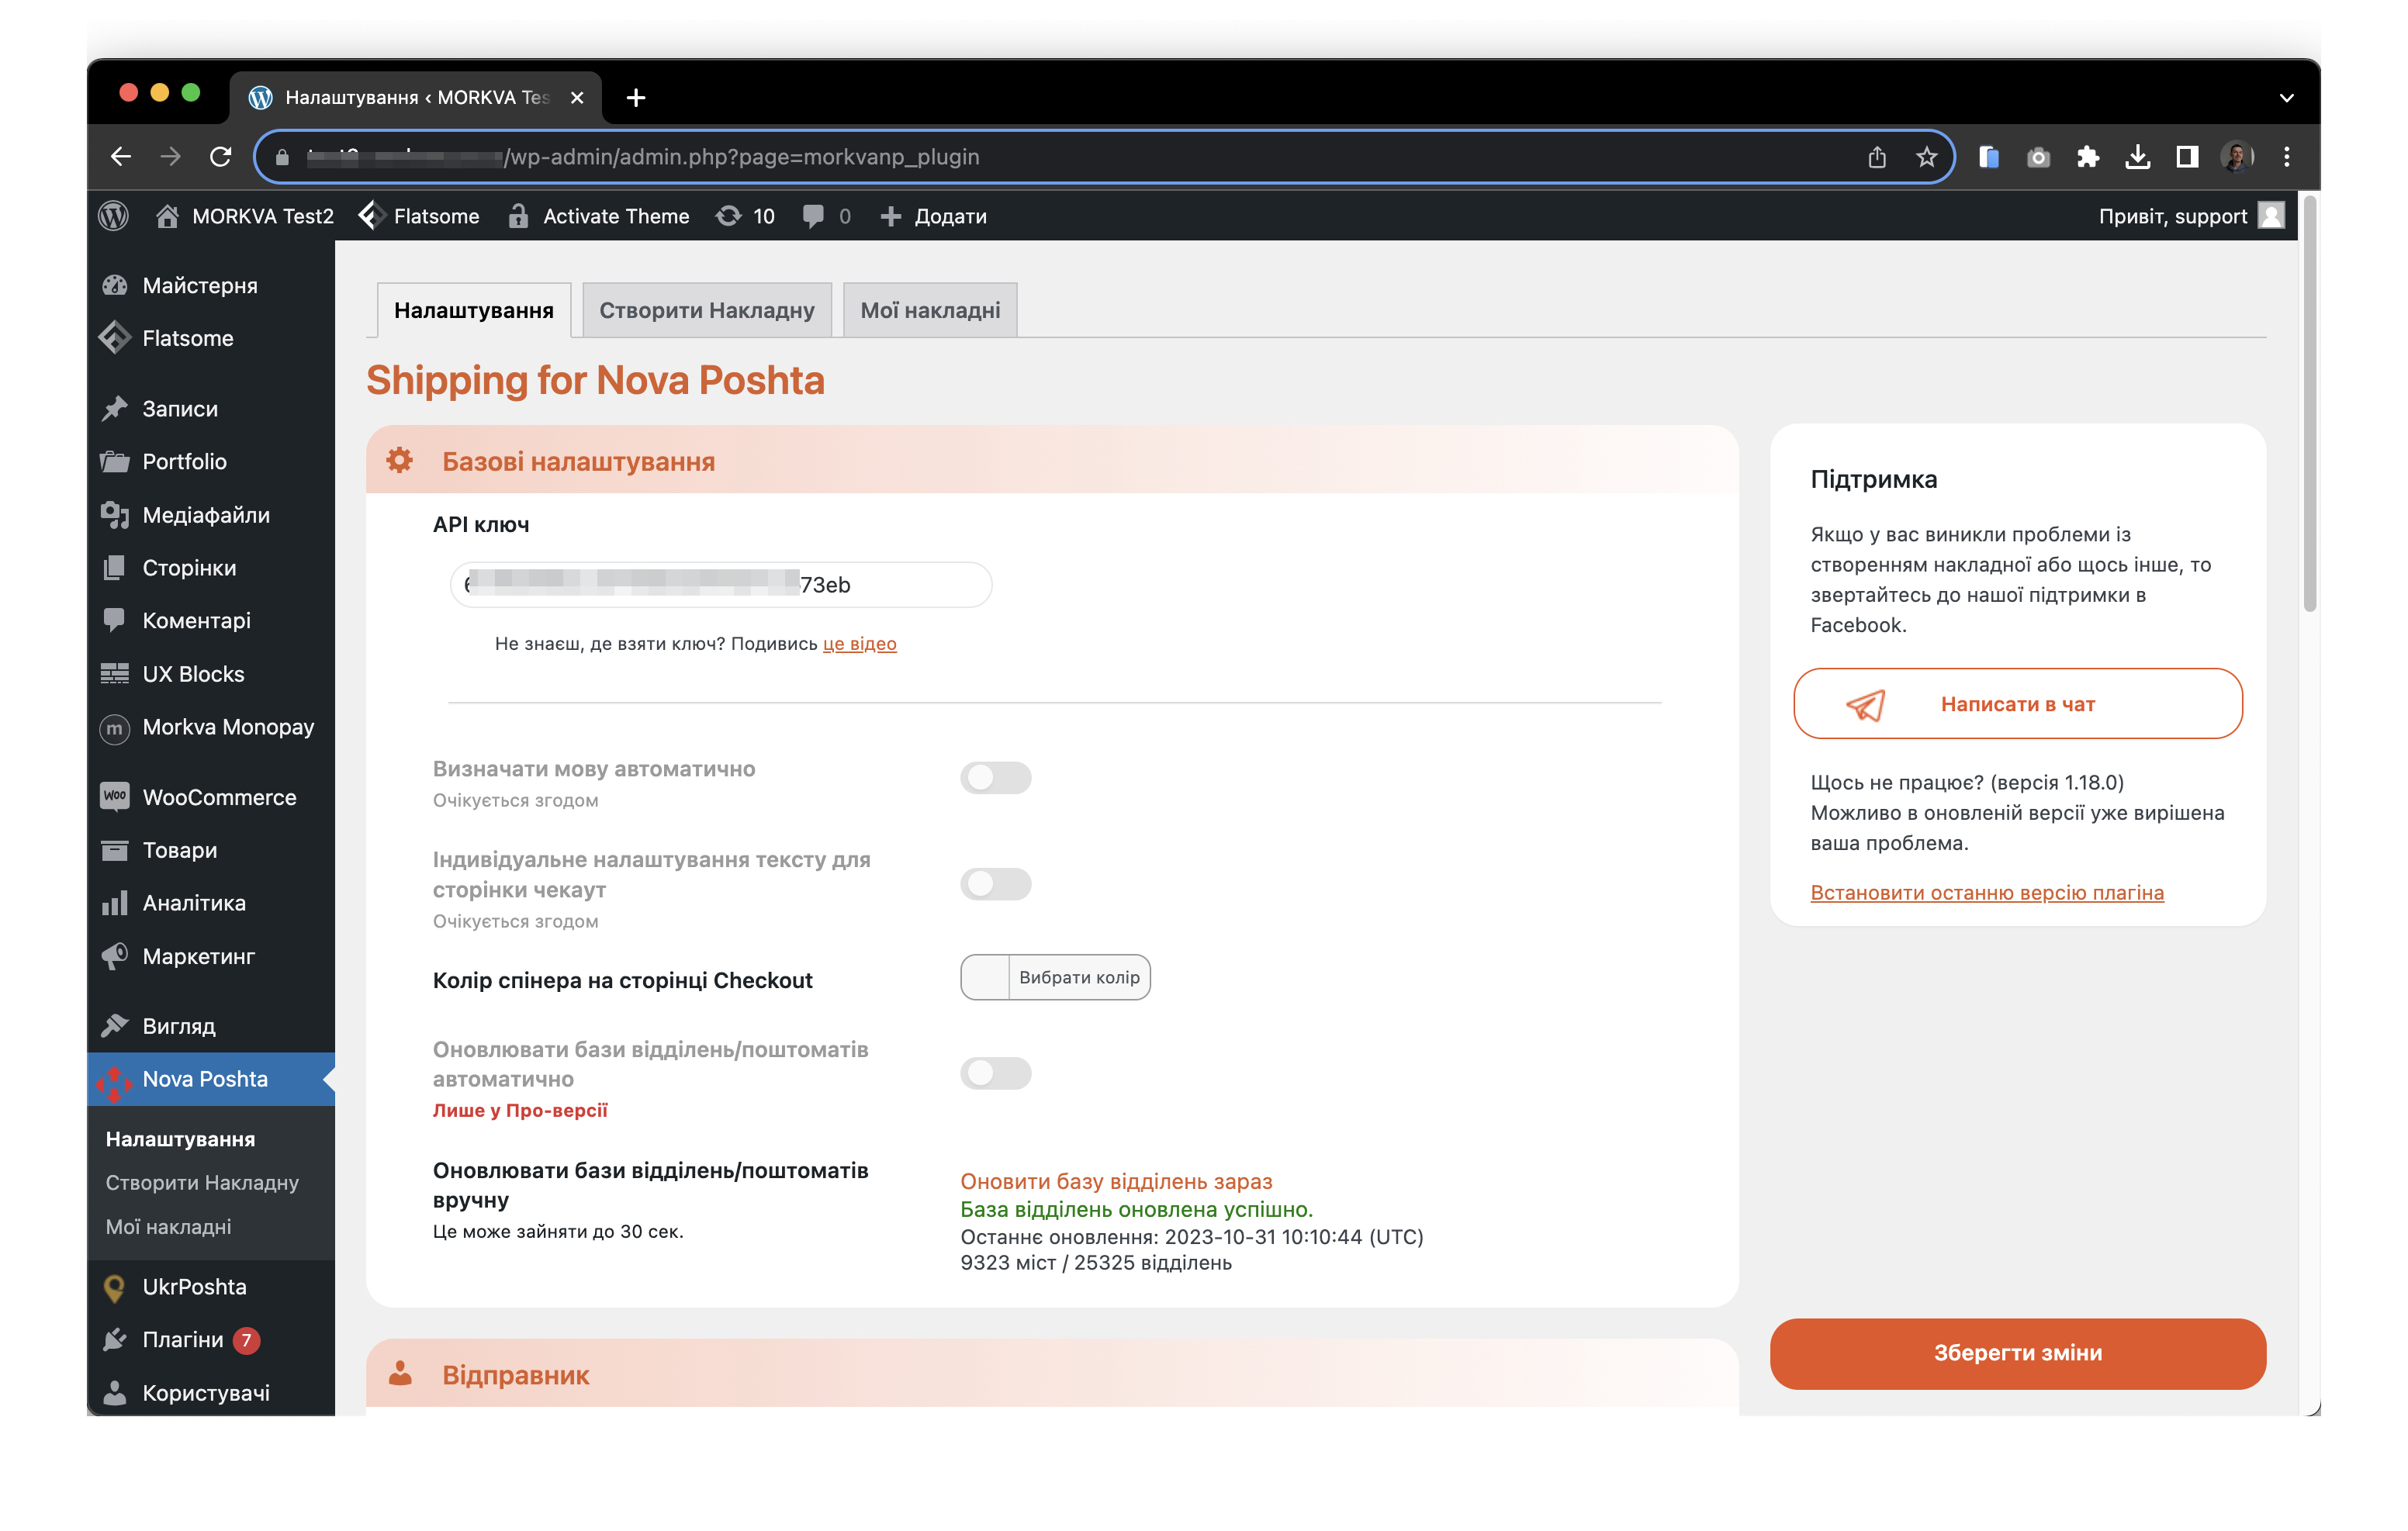 Налаштування ‹ MORKVA Tes
/wp-admin/admin.php?page=morkvanp_plugin
MORKVA Test2
Flatsome
Activate Theme
10
0
Додати
Привіт, support
Майстерня
Flatsome
Записи
Portfolio
Медіафайли
Сторінки
Коментарі
UX Blocks
m
Morkva Monopay
Woo
WooCommerce
Товари
Аналітика
Маркетинг
Вигляд
Nova Poshta
Налаштування
Створити Накладну
Мої накладні
UkrPoshta
Плагіни 7
Користувачі
Налаштування
Створити Накладну
Мої накладні
Shipping for Nova Poshta
Базові налаштування
API ключ
73eb
Не знаєш, де взяти ключ? Подивись це відео
Визначати мову автоматично
Очікується згодом
Індивідуальне налаштування тексту для
сторінки чекаут
Очікується згодом
Колір спінера на сторінці Checkout
Вибрати колір
Оновлювати бази відділень/поштоматів
автоматично
Лише у Про-версії
Оновлювати бази відділень/поштоматів
вручну
Це може зайняти до 30 сек.
Оновити базу відділень зараз
База відділень оновлена успішно.
Останнє оновлення: 2023-10-31 10:10:44 (UTC)
9323 міст / 25325 відділень
Відправник
Підтримка
Якщо у вас виникли проблеми із
створенням накладної або щось інше, то
звертайтесь до нашої підтримки в
Facebook.
Написати в чат
Щось не працює? (версія 1.18.0)
Можливо в оновленій версії уже вирішена
ваша проблема.
Встановити останню версію плагіна
Зберегти зміни